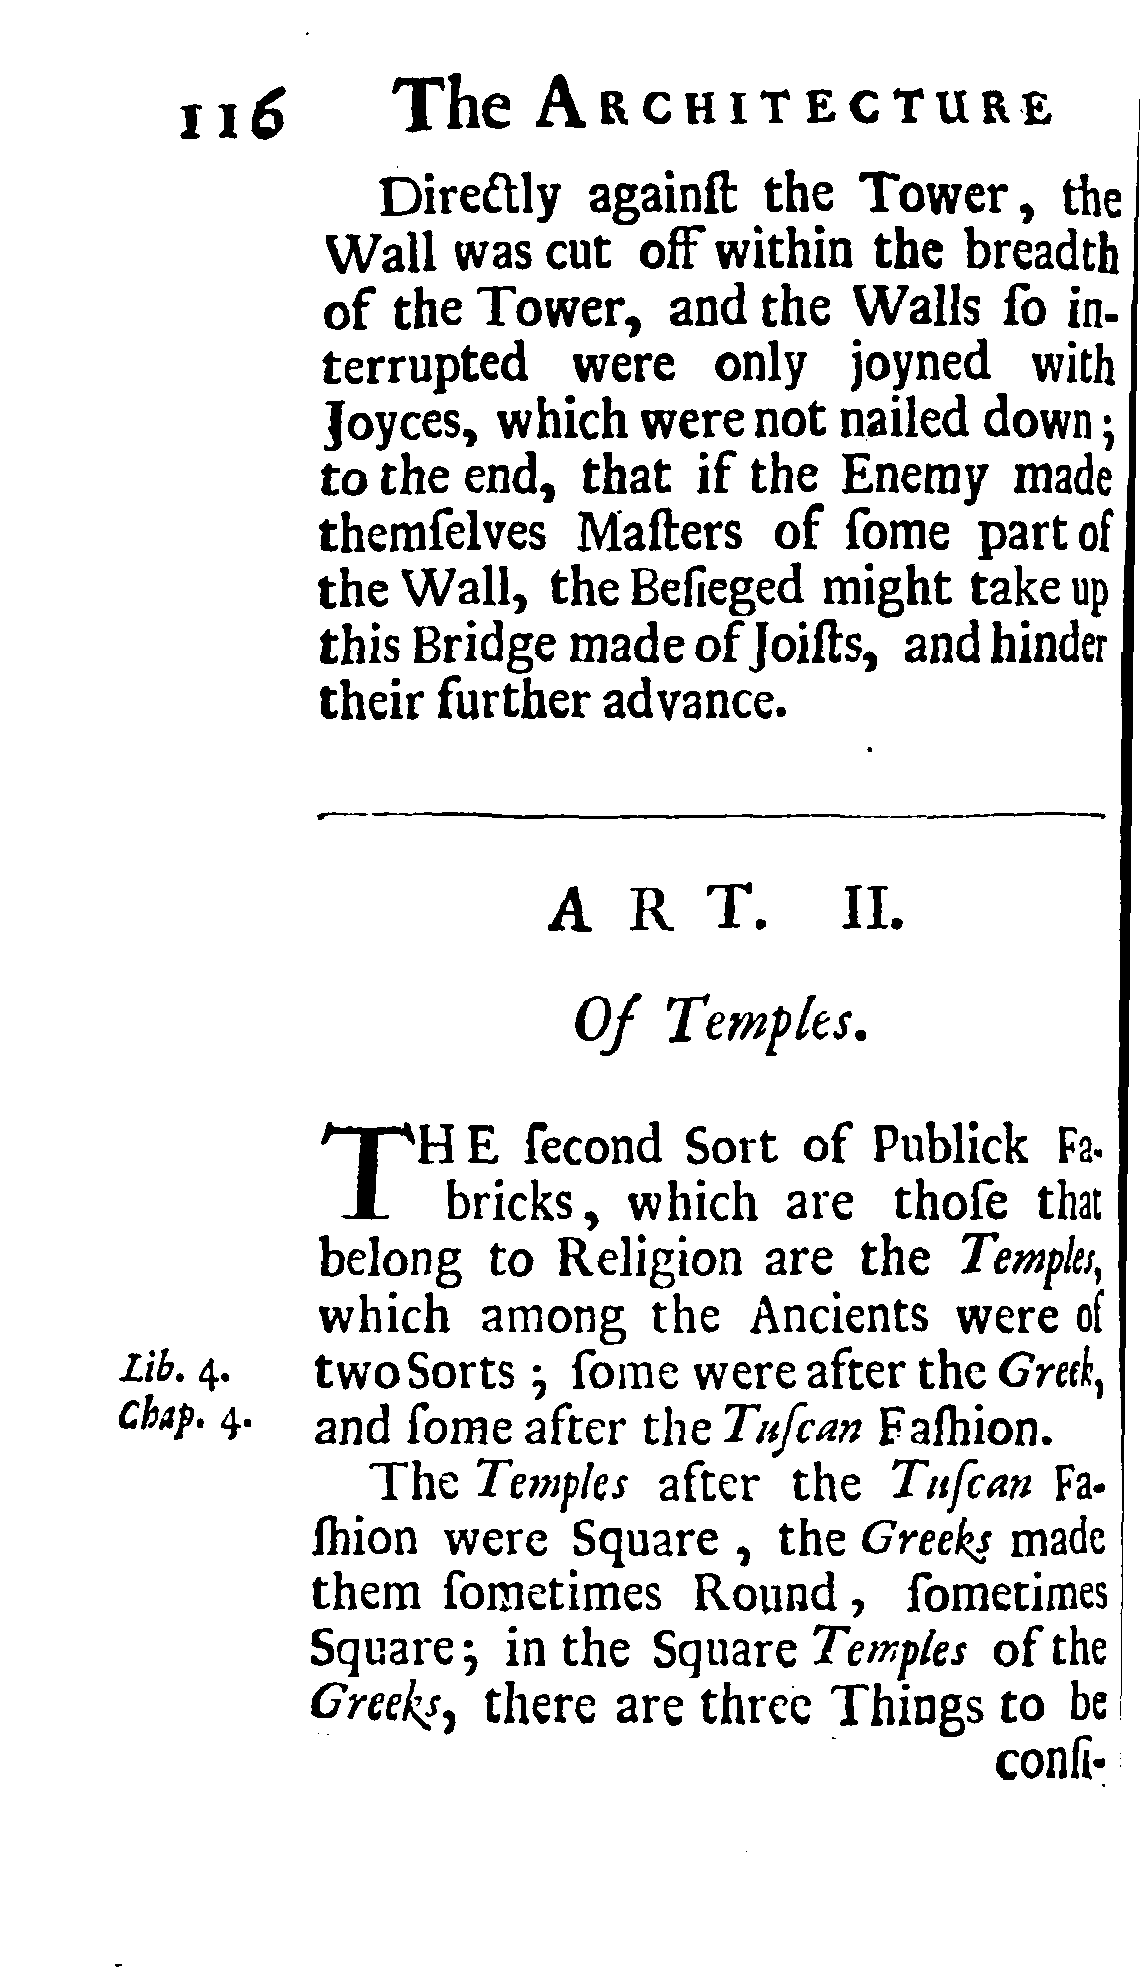 116 The ARCHITECTURE
Directly againſt the Tower, the
Wall was cut off within the breadth
of the Tower, and the Walls ſo in-
terrupted were only joyned with
Joyces, which were not nailed down;
to the end, that if the Enemy made
themſelves Maſters of ſome part of
the Wall, the Beſieged might take up
this Bridge made of Joiſts, and hinder
their further advance.
ART. II.
Of Temples.
THE ſecond Sort of Publick Fa-
bricks, which are thoſe that
belong to Religion are the Temples,
which among the Ancients were of
Lib. 4. two Sorts; ſome were after the Greek,
Chap. 4. and ſome after the Tuſcan Faſhion.
The Temples after the Tuſcan Fa-
ſhion were Square, the Greeks made
them ſometimes Round, ſometimes
Square; in the Square Temples of the
Greeks, there are three Things to be
conſi-